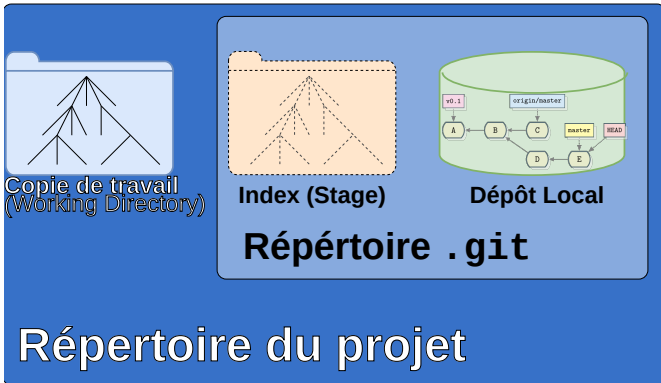 v0.1
origin/master
A
B
C
master
HEAD
D
E
Copie de travail
(Working Directory)
Index (Stage)
Dépôt Local
Répértoire .git
Répertoire du projet